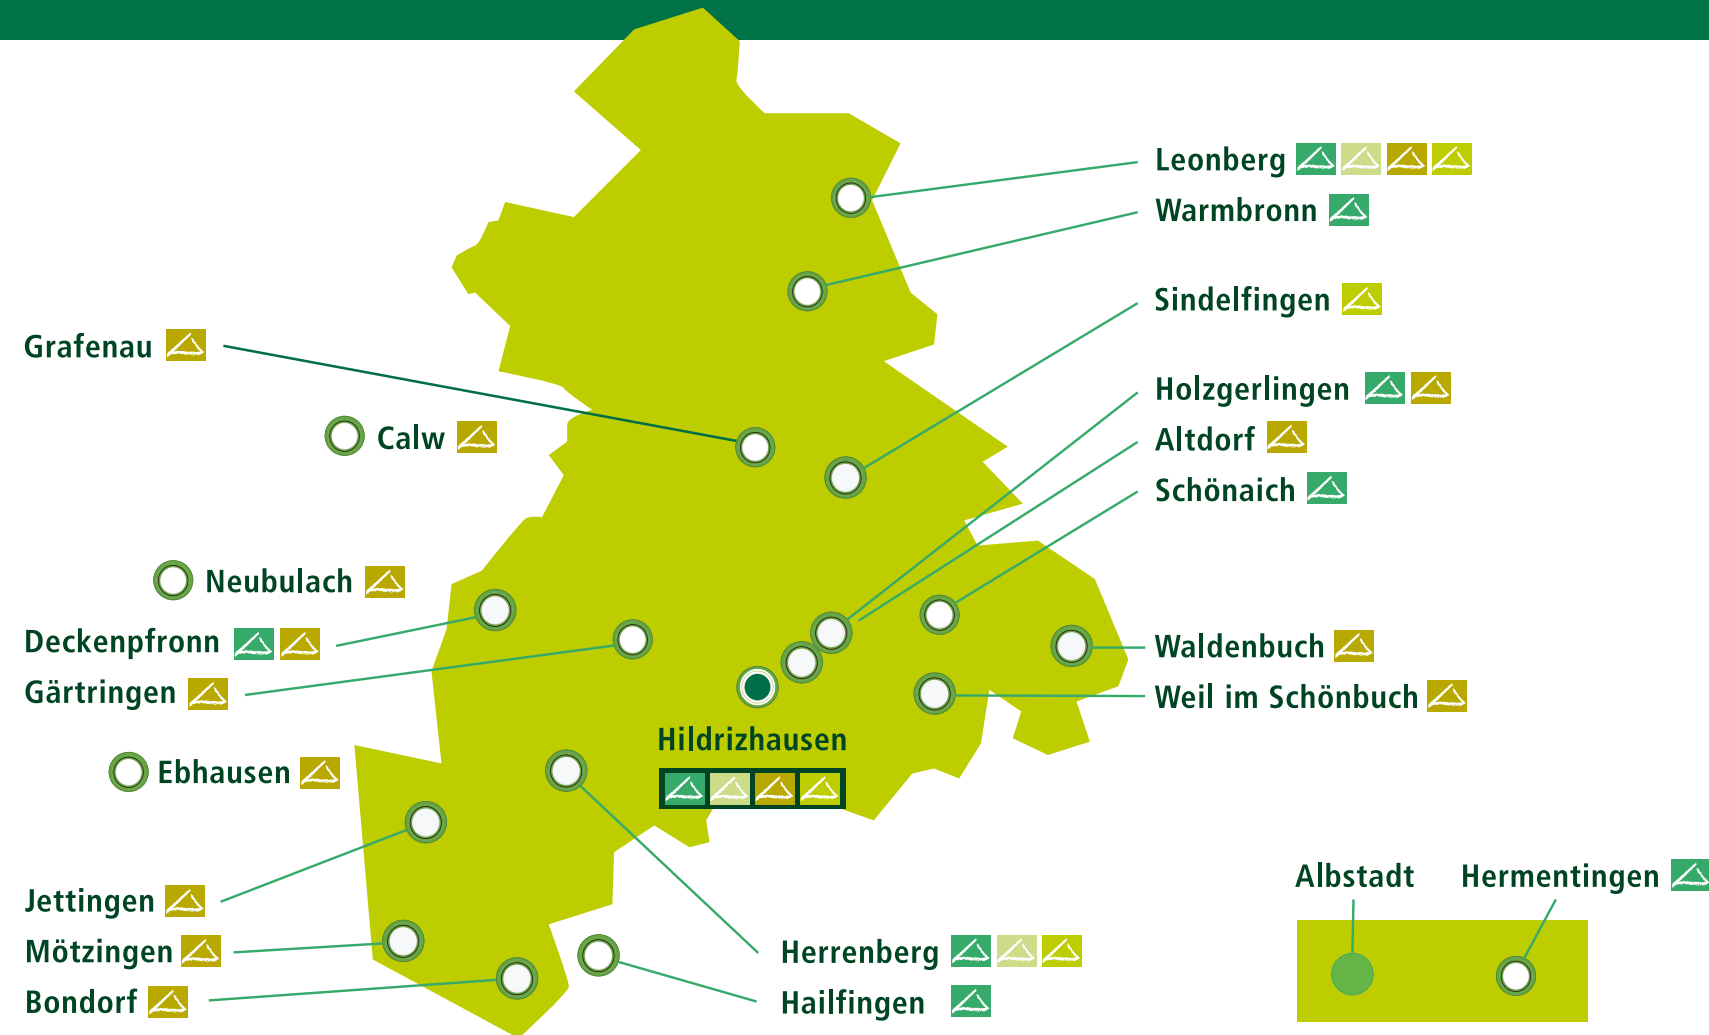 Leonberg
Warmbronn
Sindelfingen
Grafenau
Holzgerlingen
Calw
Altdorf
Schönaich
Neubulach
Deckenpfronn
Waldenbuch
Gärtringen
Weil im Schönbuch
Hildrizhausen
Ebhausen
Albstadt
Hermentingen
Jettingen
Mötzingen
Herrenberg
Bondorf
Hailfingen